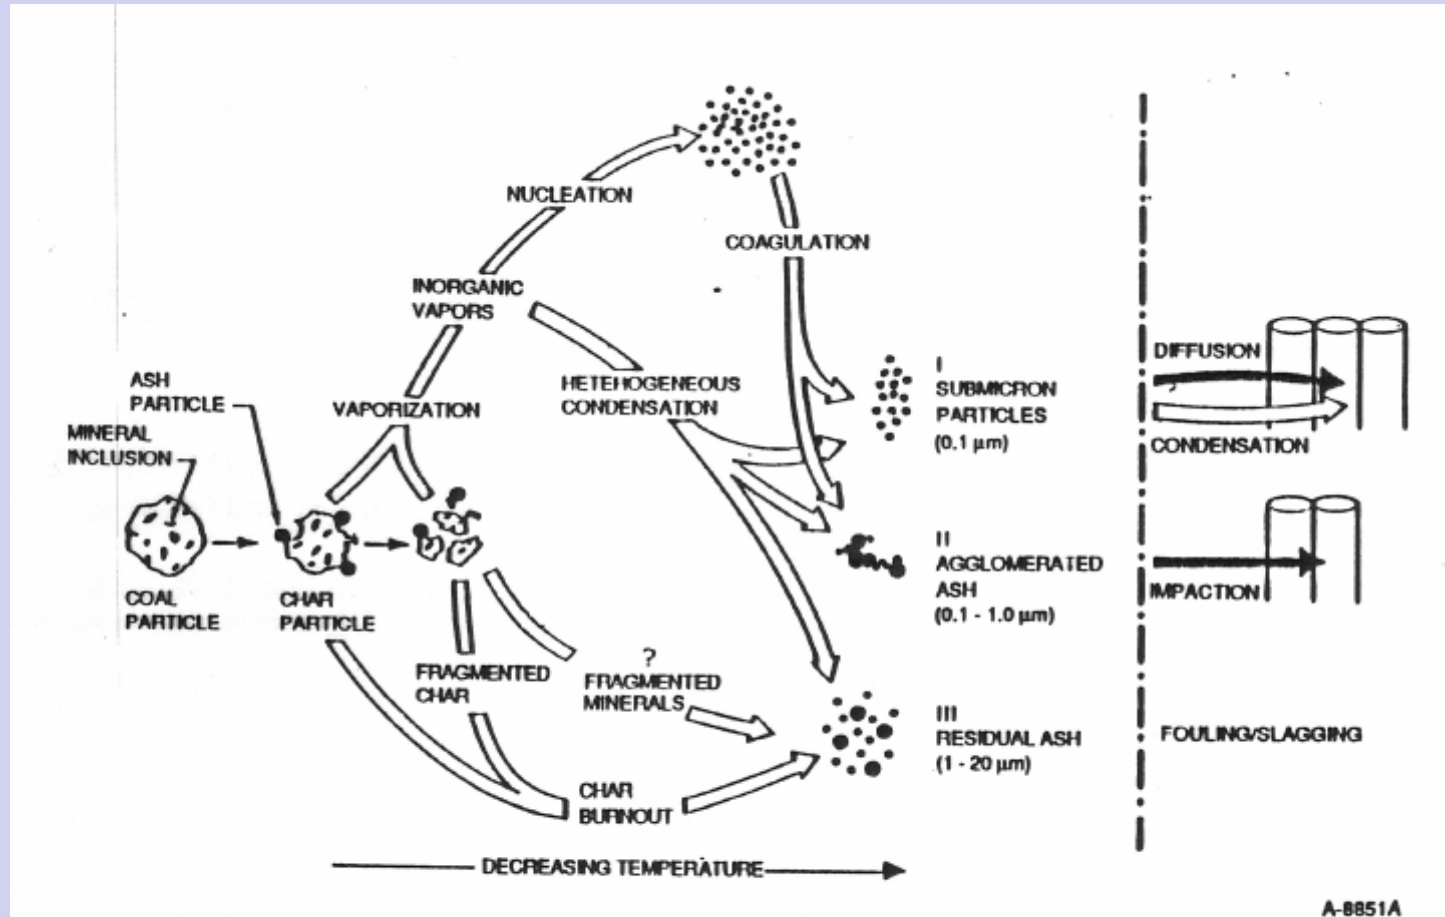 NUCLEATION
COAGULATION
INORGANIC
VAPORS
ASH
PARTICLE
MINERAL
INCLUSION
VAPORIZATION
HETEHOGENEOUS
CONDENSATION
I
SUBMICRON
PARTICLES
(0.1 μm)
DIFFUSION
CONDENSATION
COAL
PARTICLE
CHAR
PARTICLE
II
AGGLOMERATED
ASH
(0.1 - 1.0 μm)
IMPACTION
FRAGMENTED
CHAR
?
FRAGMENTED
MINERALS
III
RESIDUAL ASH
(1 - 20 μm)
FOULING/SLAGGING
CHAR
BURNOUT
DECREASING TEMPERATURE
A-8851A